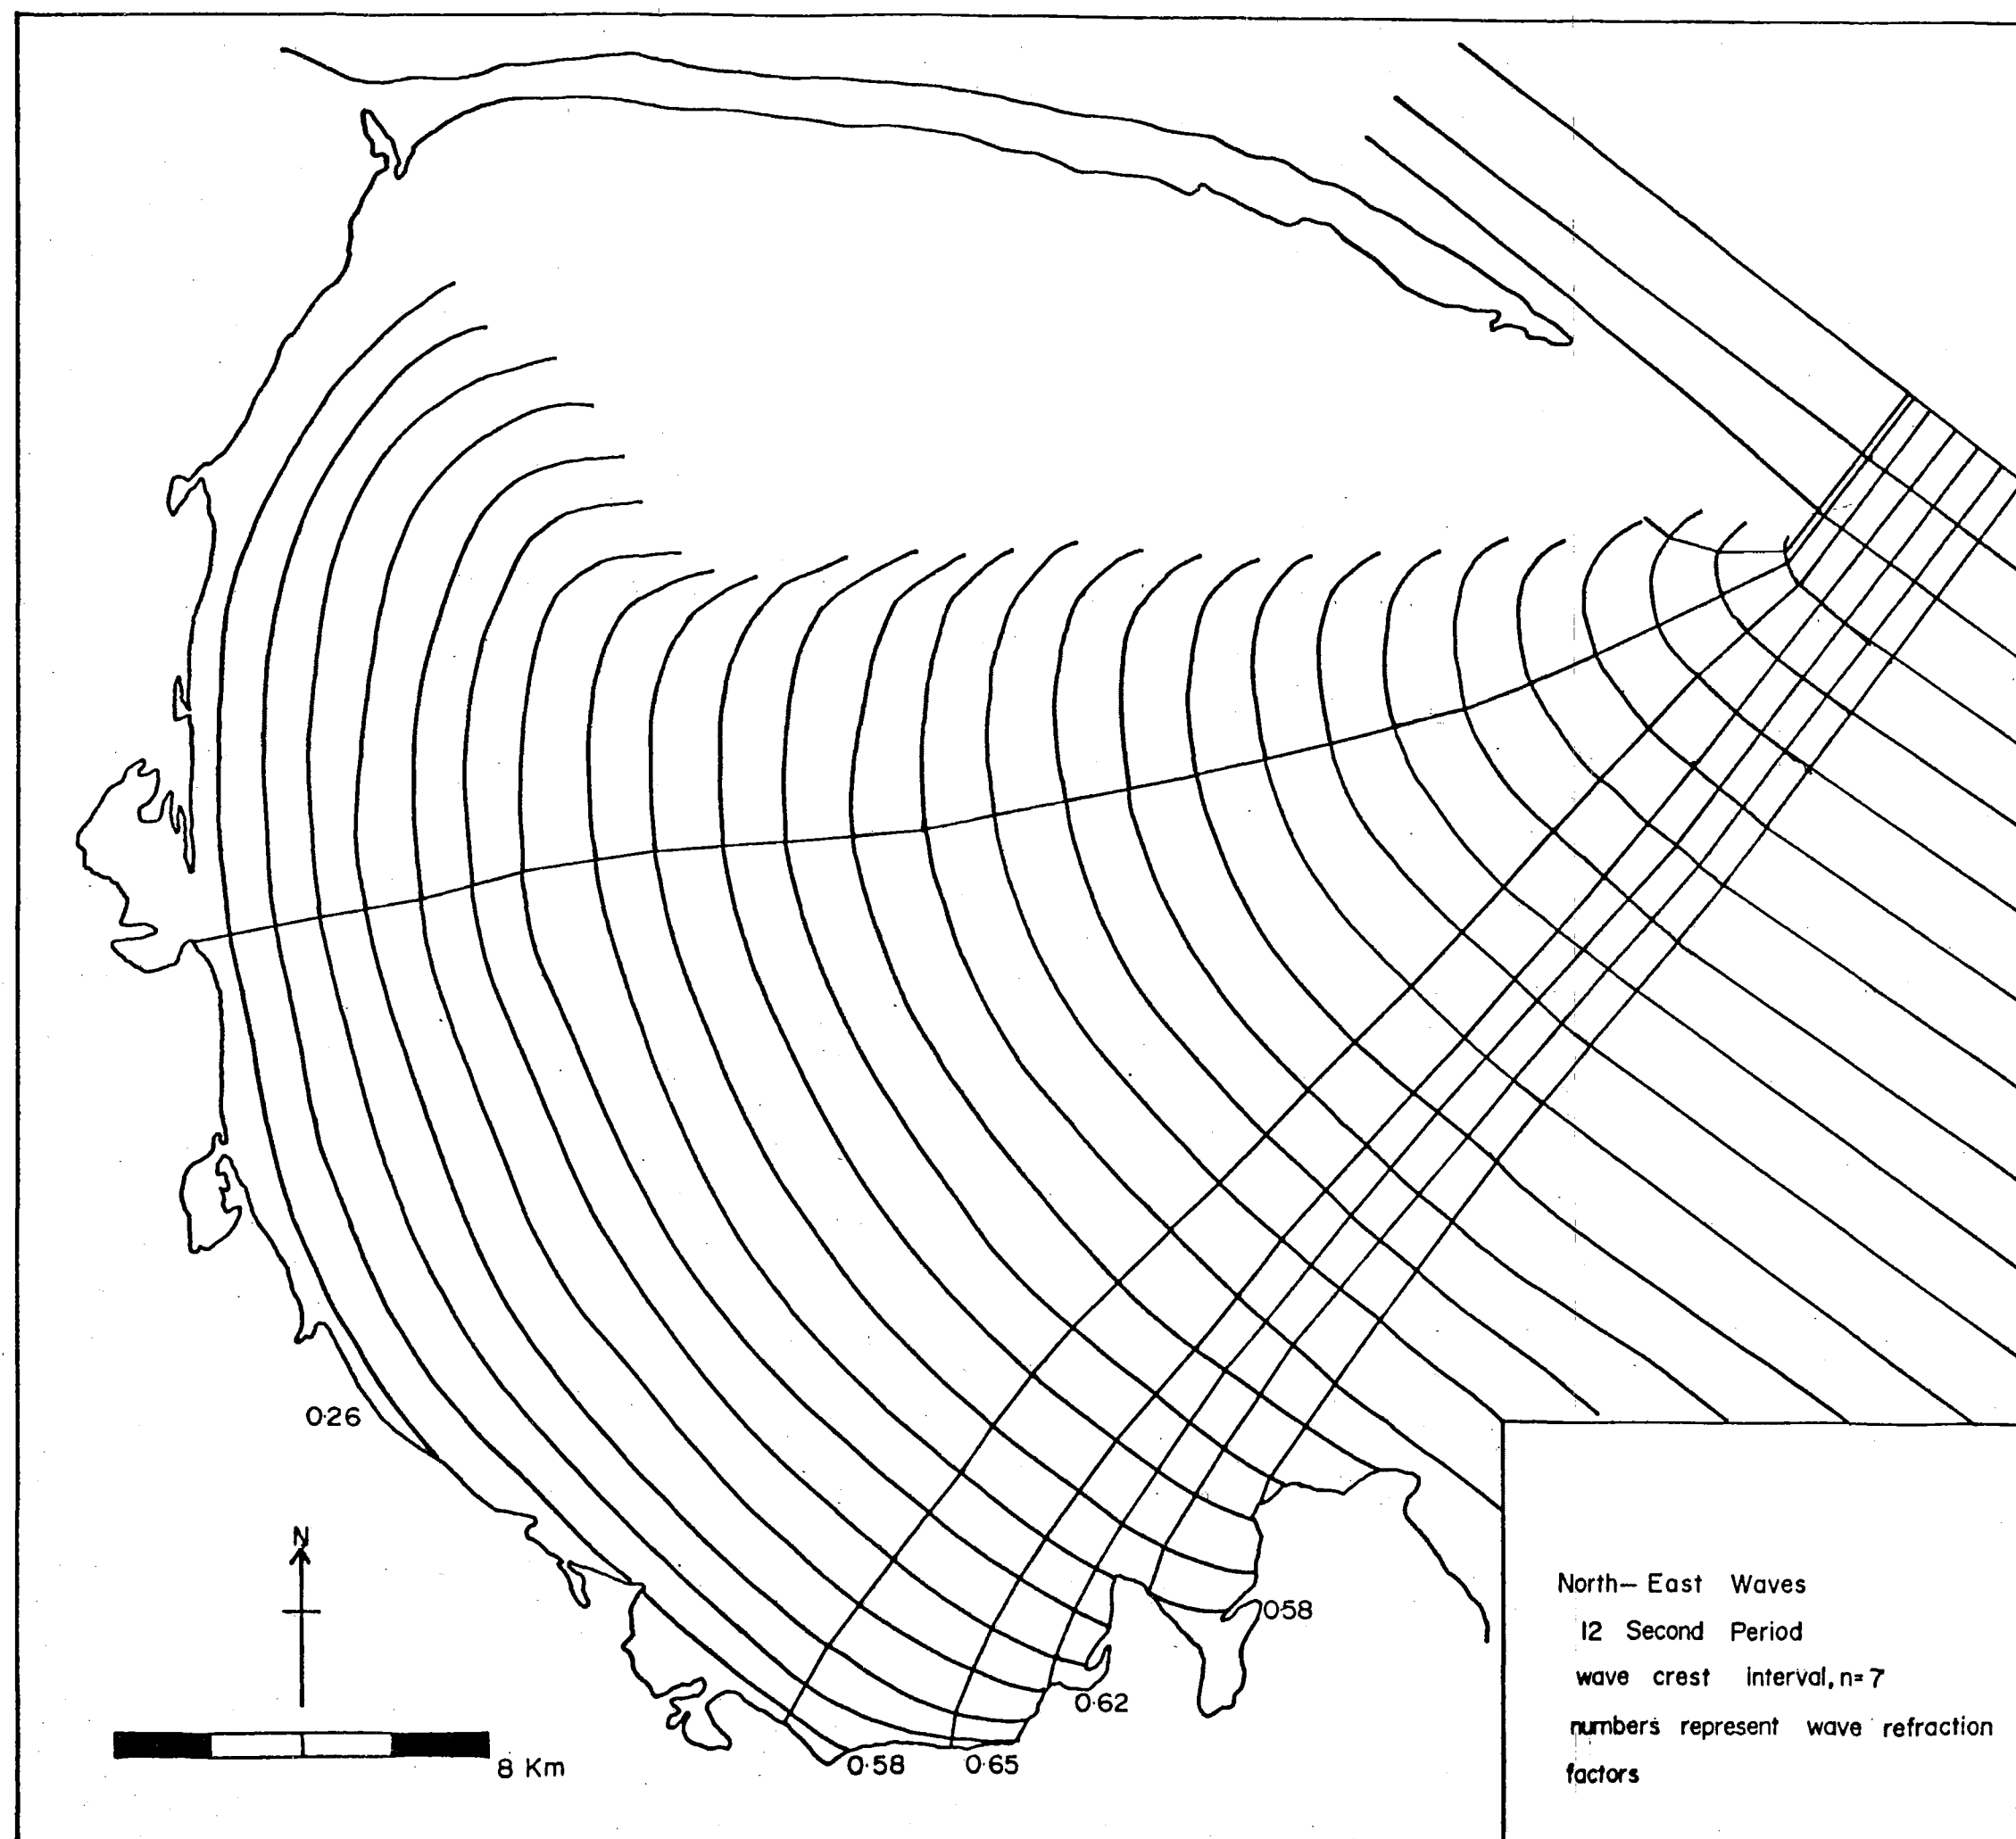 0·26
N
0·58
0·62
8 Km
0·58
0·65
North-East Waves
12 Second Period
wave crest interval, n=7
numbers represent wave refraction
factors